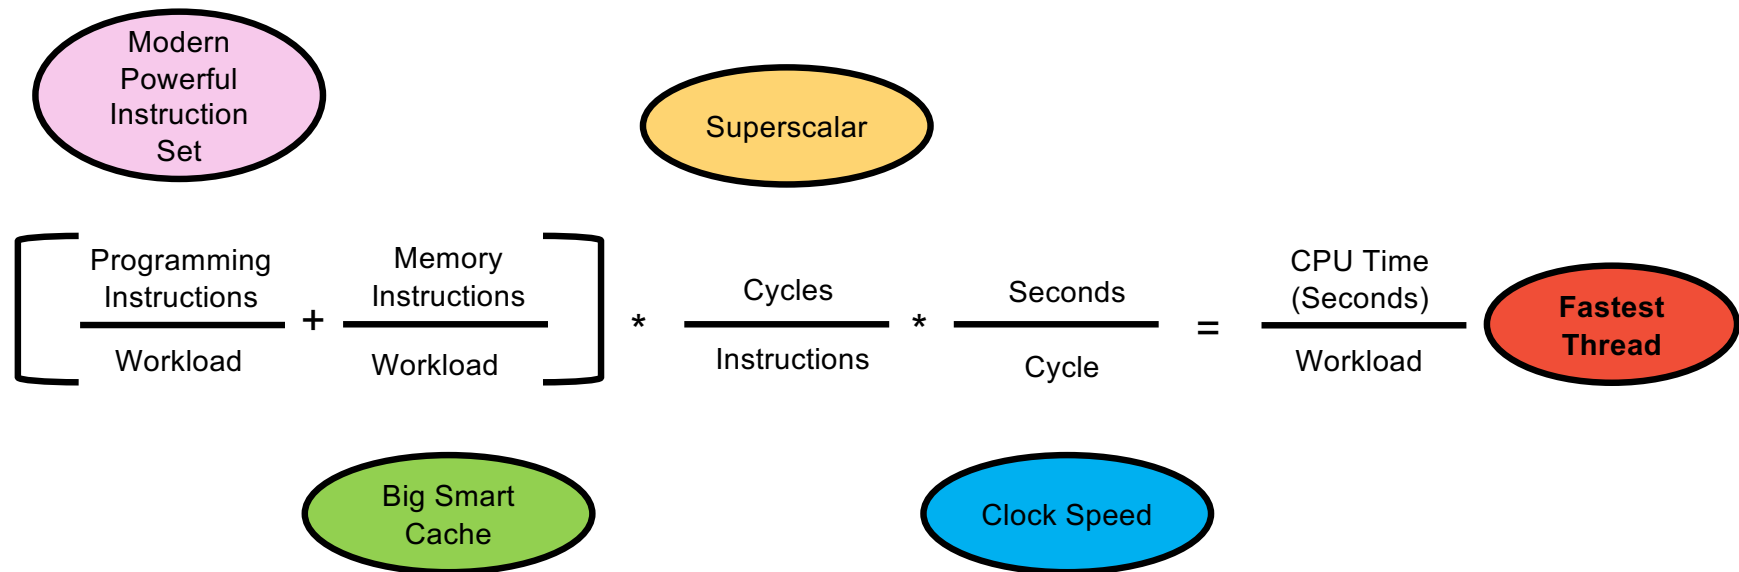 Modern
Powerful
Instruction
Set
Superscalar
Programming
Instructions
Workload
+
Memory
Instructions
Workload
*
Cycles
Instructions
*
Seconds
Cycle
=
CPU Time
(Seconds)
Workload
Fastest
Thread
Big Smart
Cache
Clock Speed